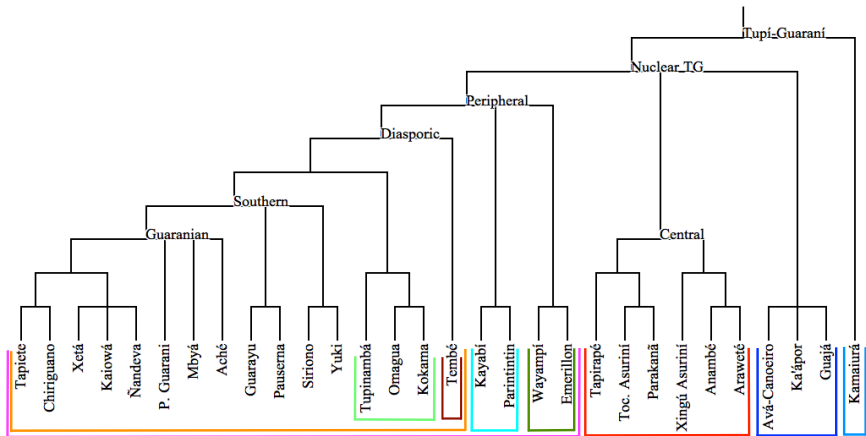 Tupí-Guaraní
Nuclear TG
Peripheral
Diasporic
Southern
Guaranian
Central
Tapiete
Chiriguano
Xetá
Kaiowá
Ñandeva
P. Guarani
Mbyá
Aché
Guarayu
Pauserna
Siriono
Yuki
Tupinambá
Omagua
Kokama
Tembé
Kayabí
Parintintin
Wayampí
Emerillon
Tapirapé
Toc. Asuriní
Parakanã
Xingú Asuriní
Anambé
Araweté
Avá-Canoeiro
Ka'ápor
Guajá
Kamaiurá